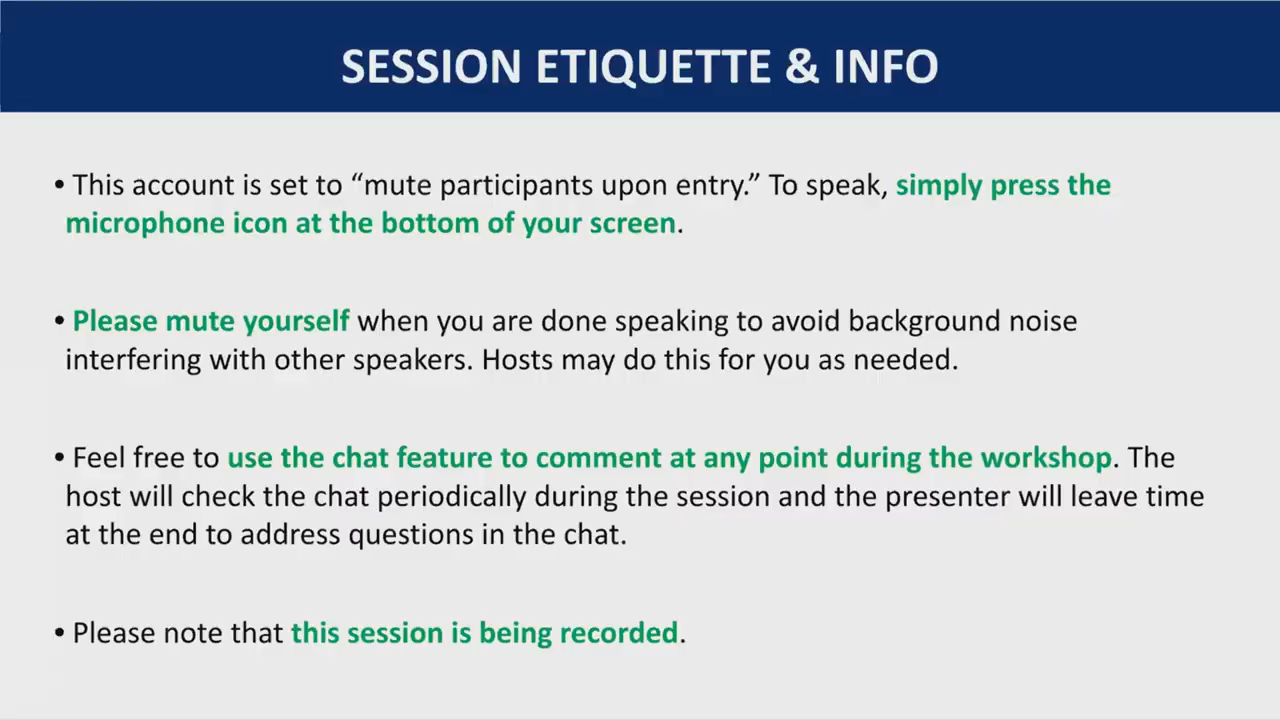 SESSION ETIQUETTE & INFO
• This account is set to “mute participants upon entry.” To speak, simply press the
microphone icon at the bottom of your screen.
• Please mute yourself when you are done speaking to avoid background noise
interfering with other speakers. Hosts may do this for you as needed.
• Feel free to use the chat feature to comment at any point during the workshop. The
host will check the chat periodically during the session and the presenter will leave time
at the end to address questions in the chat.
• Please note that this session is being recorded.